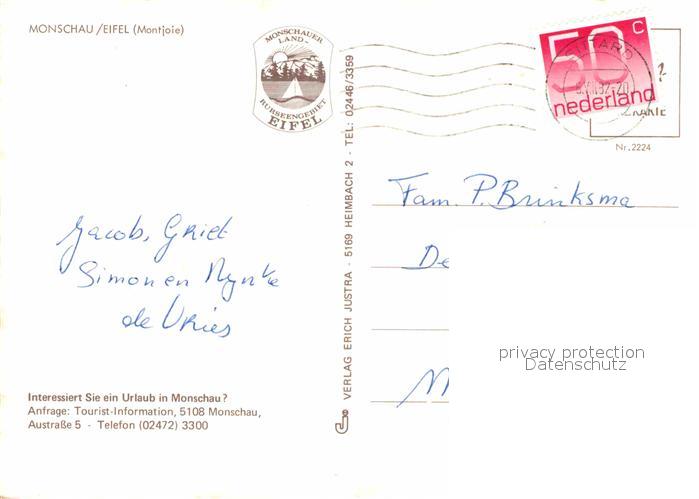 MONSCHAU /EIFEL (Montjoie)
MONSCHAUER
LAND-
RURSEENGEBIET
EIFEL
Jacob, Griet
Simon en Nynke
de Vries
Interessiert Sie ein Urlaub in Monschau?
Anfrage: Tourist-Information, 5108 Monschau,
Austraße 5 - Telefon (02472) 3300
VERLAG ERICH JUSTRA · 5169 HEIMBACH 2 - TEL: 02446/3359
50 c
nederland
SITTARD
Nr. 2224
Fam. P. Brinksma
De
M
privacy protection
Datenschutz